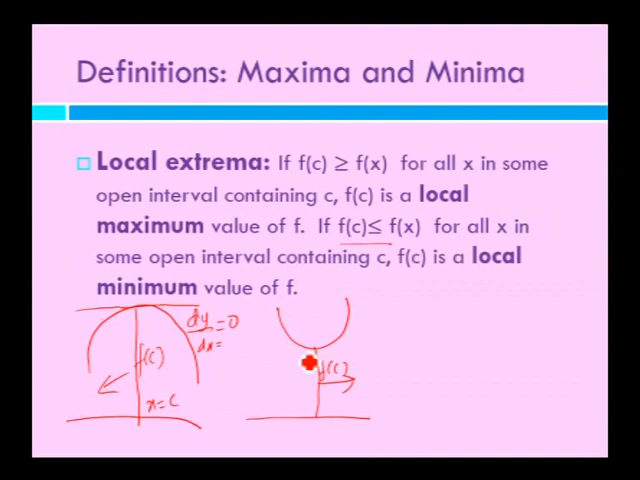 Definitions: Maxima and Minima
Local extrema: If f(c) ≥ f(x) for all x in some
open interval containing c, f(c) is a local
maximum value of f. If f(c)≤ f(x) for all x in
some open interval containing c, f(c) is a local
minimum value of f.
dy/dx = 0
f(c)
f(c)
x = c